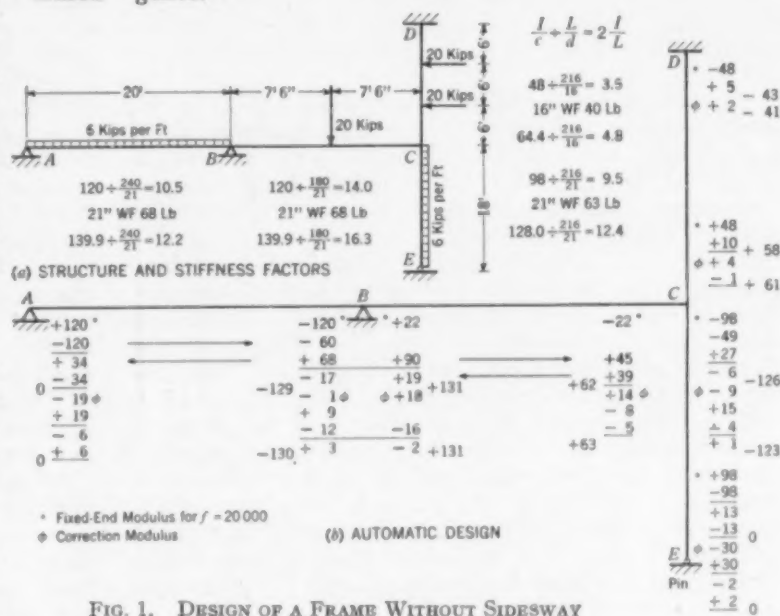 D
20 Kips
6'
6'
6'
18'
20'
7' 6"
7' 6"
20 Kips
6 Kips per Ft
20 Kips
A
B
C
6 Kips per Ft
E
I/c ÷ L/d = 2 I/L
48 ÷ 216/16 = 3.5
16" WF 40 Lb
64.4 ÷ 216/16 = 4.8
98 ÷ 216/21 = 9.5
21" WF 63 Lb
128.0 ÷ 216/21 = 12.4
120 ÷ 240/21 = 10.5
21" WF 68 Lb
139.9 ÷ 240/21 = 12.2
120 ÷ 180/21 = 14.0
21" WF 68 Lb
139.9 ÷ 180/21 = 16.3
(a) STRUCTURE AND STIFFNESS FACTORS
D
° -48
+ 5
- 43
ϕ + 2
- 41
° +48
+10
+ 58
ϕ + 4
- 1
+ 61
A
B
C
+120 °
-120
+ 34
- 34
0
- 19 ϕ
+ 19
- 6
+ 6
0
-120 °
- 60
+ 68
- 17
-129
- 1 ϕ
+ 9
- 12
+ 3
-130
° +22
+90
+19
+131
ϕ +18
-16
- 2
+131
-22 °
+45
+39
+62
+14 ϕ
- 8
- 5
+63
° -98
-49
+27
- 6
-126
ϕ - 9
+15
- 4
+ 1
-123
° +98
-98
+13
-13
0
ϕ -30
+30
- 2
+ 2
0
E
Pin
° Fixed-End Modulus for f = 20 000
ϕ Correction Modulus
(b) AUTOMATIC DESIGN
FIG. 1. DESIGN OF A FRAME WITHOUT SIDESWAY